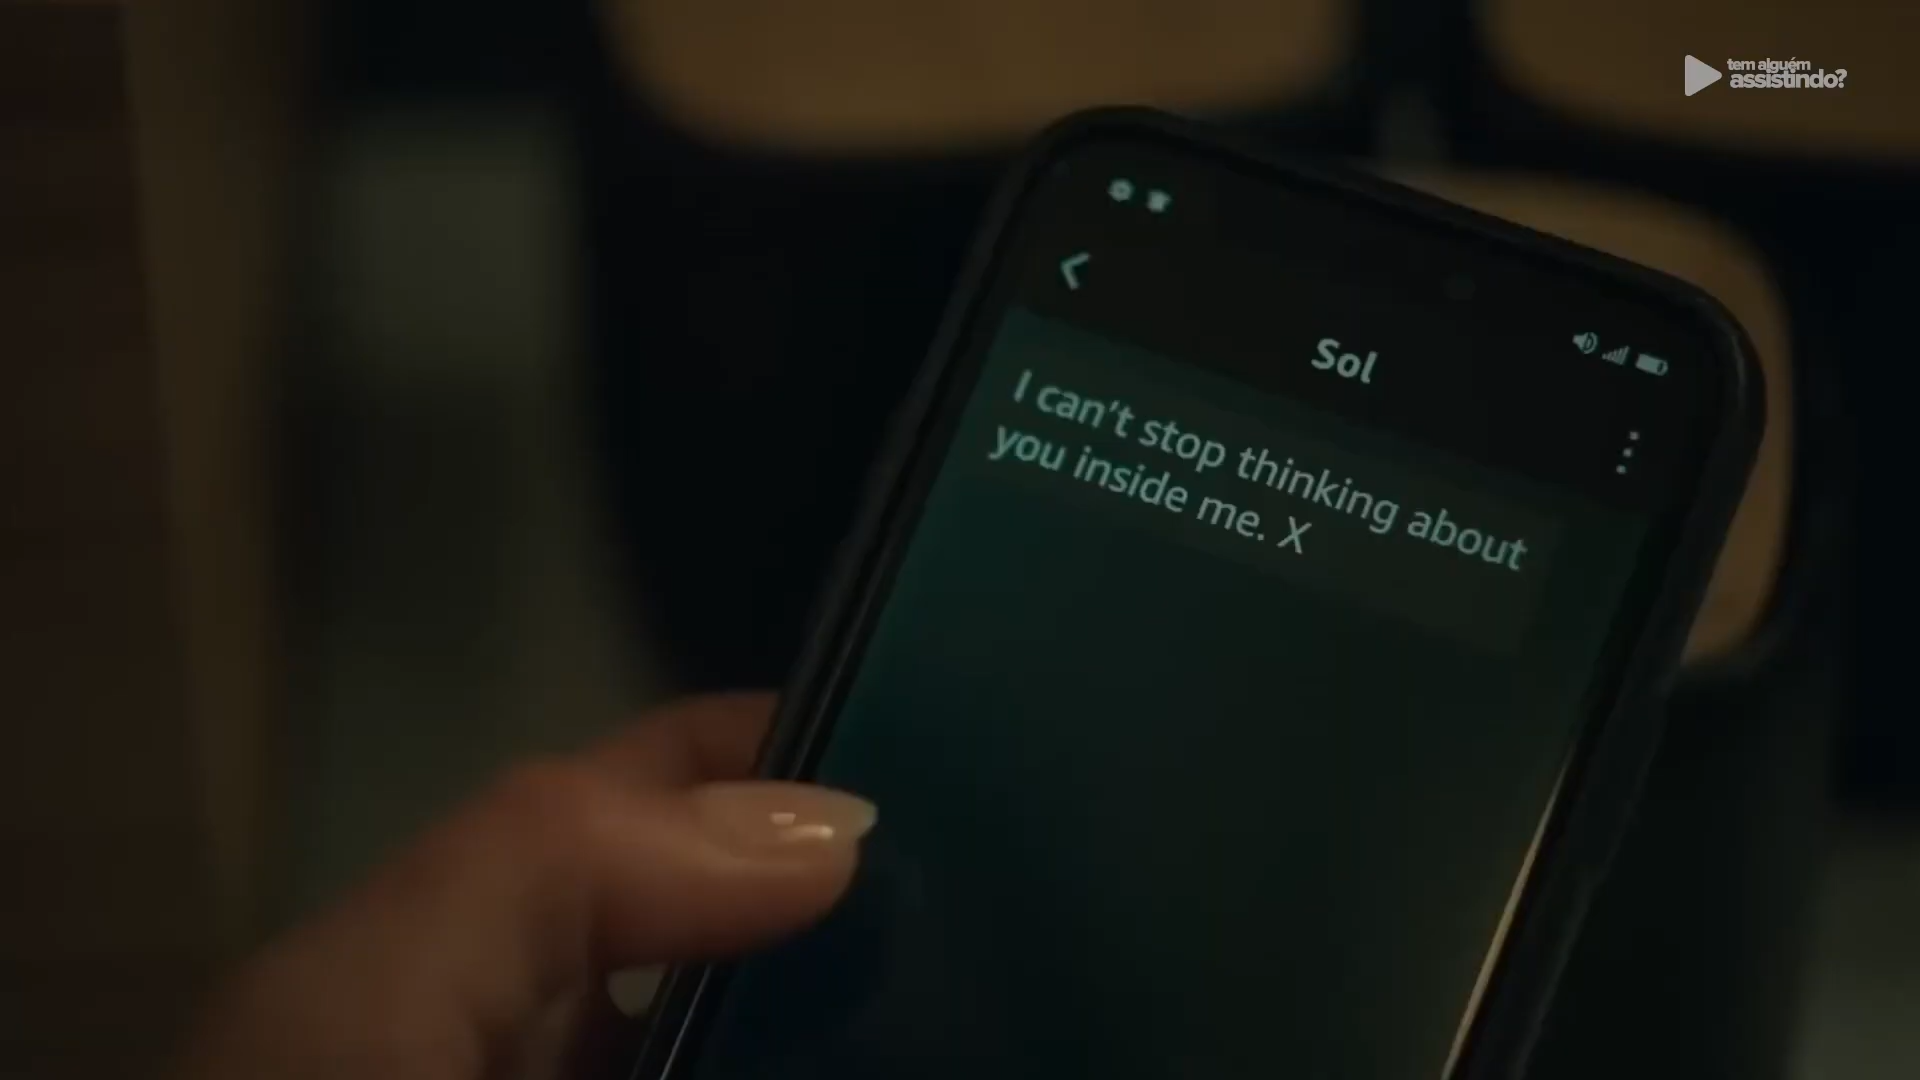 tem alguém
assistindo?
Sol
I can't stop thinking about
you inside me. X